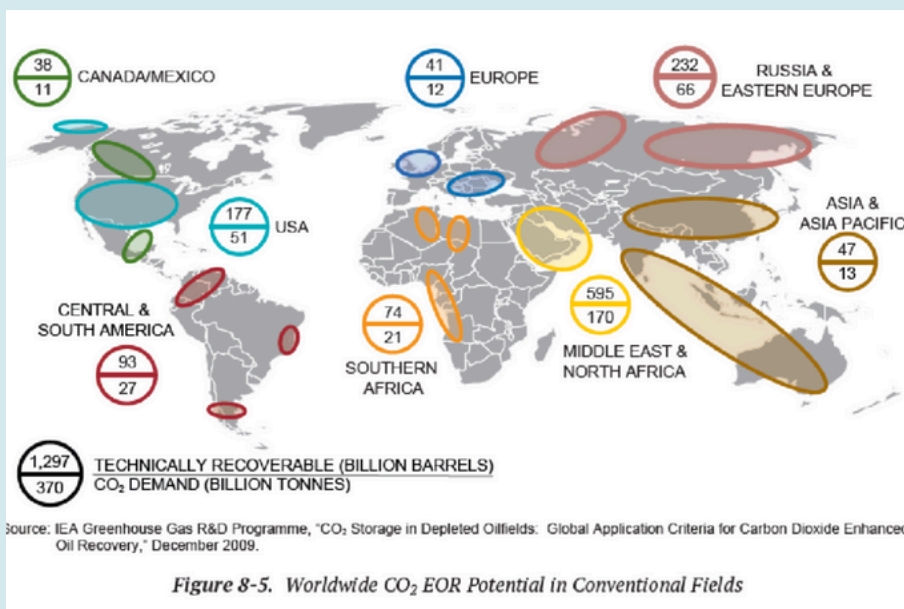 38
11
CANADA/MEXICO
41
12
EUROPE
232
66
RUSSIA &
EASTERN EUROPE
177
51
USA
ASIA &
ASIA PACIFIC
47
13
CENTRAL &
SOUTH AMERICA
93
27
74
21
SOUTHERN
AFRICA
595
170
MIDDLE EAST &
NORTH AFRICA
1,297
370
TECHNICALLY RECOVERABLE (BILLION BARRELS)
CO₂ DEMAND (BILLION TONNES)
Source: IEA Greenhouse Gas R&D Programme, “CO₂ Storage in Depleted Oilfields: Global Application Criteria for Carbon Dioxide Enhanced
Oil Recovery,” December 2009.
Figure 8-5. Worldwide CO₂ EOR Potential in Conventional Fields